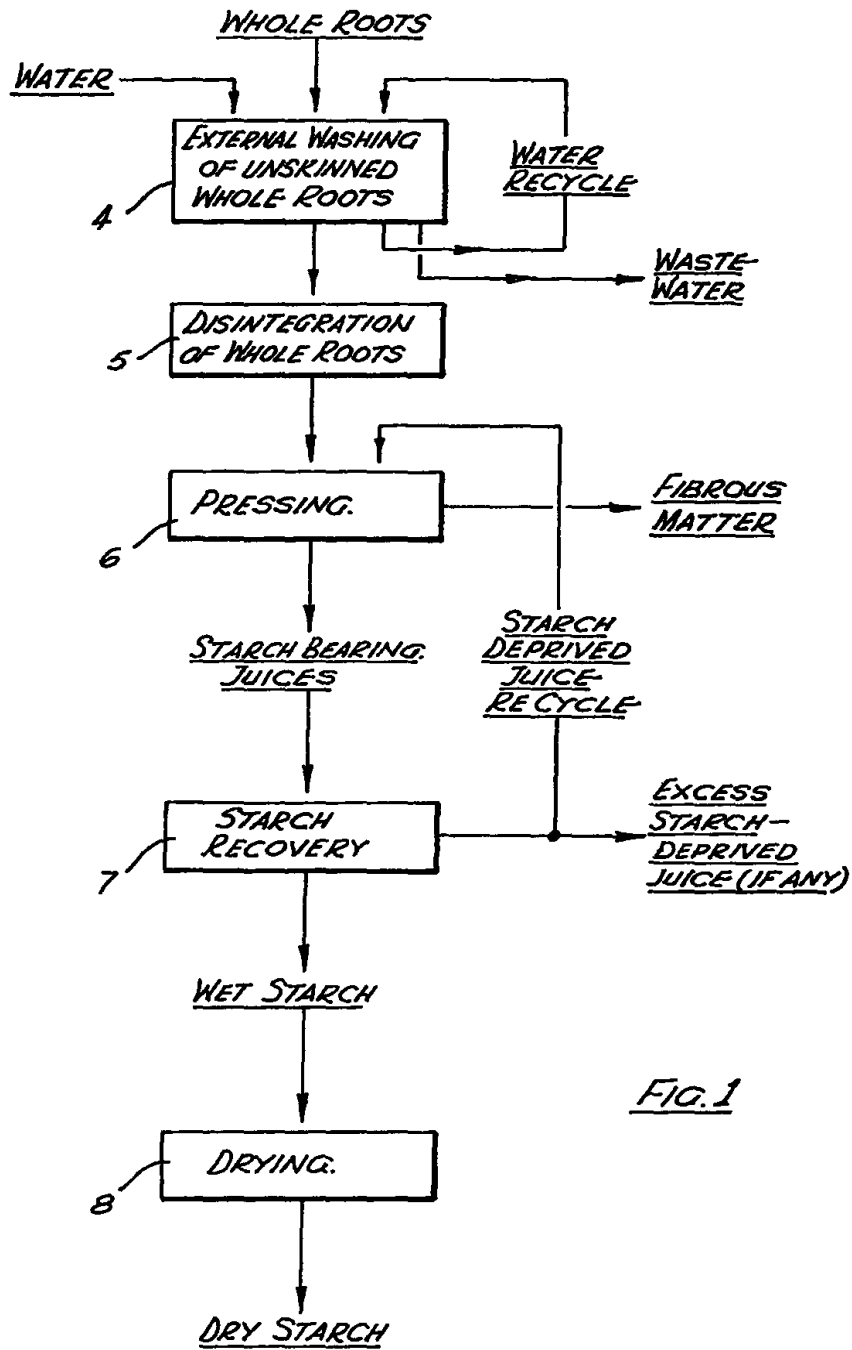 WHOLE ROOTS
WATER
EXTERNAL WASHING
OF UNSKINNED
WHOLE ROOTS
4
WATER
RECYCLE
WASTE-
WATER
DISINTEGRATION
OF WHOLE ROOTS
5
PRESSING.
6
FIBROUS
MATTER
STARCH BEARING.
JUICES
STARCH
DEPRIVED
JUICE
RECYCLE
STARCH
RECOVERY
7
EXCESS
STARCH-
DEPRIVED
JUICE (IF ANY)
WET STARCH
FIG. 1
DRYING.
8
DRY STARCH